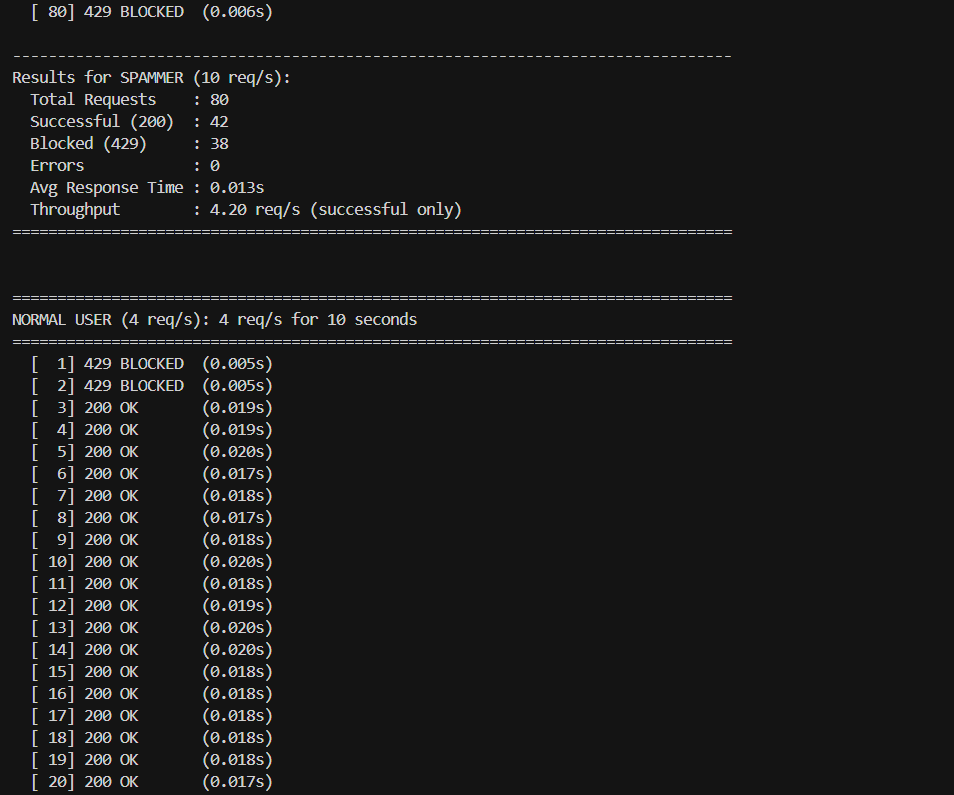 [ 80] 429 BLOCKED  (0.006s)
--------------------------------------------------------------------------------
Results for SPAMMER (10 req/s):
  Total Requests    : 80
  Successful (200)  : 42
  Blocked (429)     : 38
  Errors            : 0
  Avg Response Time : 0.013s
  Throughput        : 4.20 req/s (successful only)
================================================================================
================================================================================
NORMAL USER (4 req/s): 4 req/s for 10 seconds
================================================================================
  [  1] 429 BLOCKED  (0.005s)
  [  2] 429 BLOCKED  (0.005s)
  [  3] 200 OK       (0.019s)
  [  4] 200 OK       (0.019s)
  [  5] 200 OK       (0.020s)
  [  6] 200 OK       (0.017s)
  [  7] 200 OK       (0.018s)
  [  8] 200 OK       (0.017s)
  [  9] 200 OK       (0.018s)
  [ 10] 200 OK       (0.020s)
  [ 11] 200 OK       (0.018s)
  [ 12] 200 OK       (0.019s)
  [ 13] 200 OK       (0.020s)
  [ 14] 200 OK       (0.020s)
  [ 15] 200 OK       (0.018s)
  [ 16] 200 OK       (0.018s)
  [ 17] 200 OK       (0.018s)
  [ 18] 200 OK       (0.018s)
  [ 19] 200 OK       (0.018s)
  [ 20] 200 OK       (0.017s)